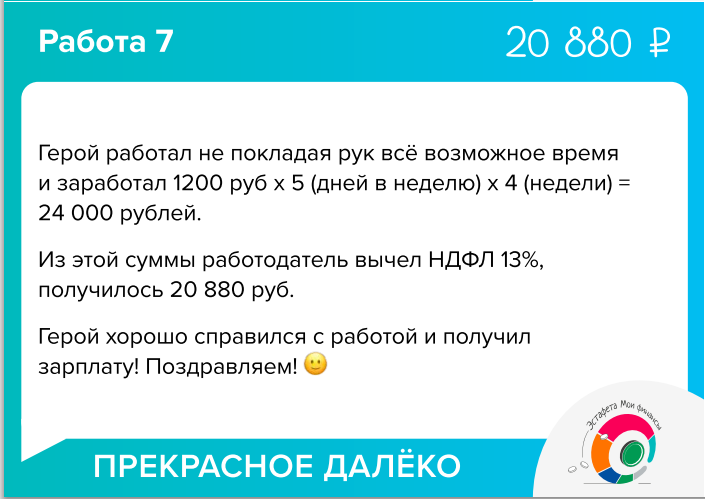 Работа 7
20 880 ₽
Герой работал не покладая рук всё возможное время
и заработал 1200 руб х 5 (дней в неделю) х 4 (недели) =
24 000 рублей.
Из этой суммы работодатель вычел НДФЛ 13%,
получилось 20 880 руб.
Герой хорошо справился с работой и получил
зарплату! Поздравляем! 🙂
Эстафета Мои финансы
ПРЕКРАСНОЕ ДАЛЁКО